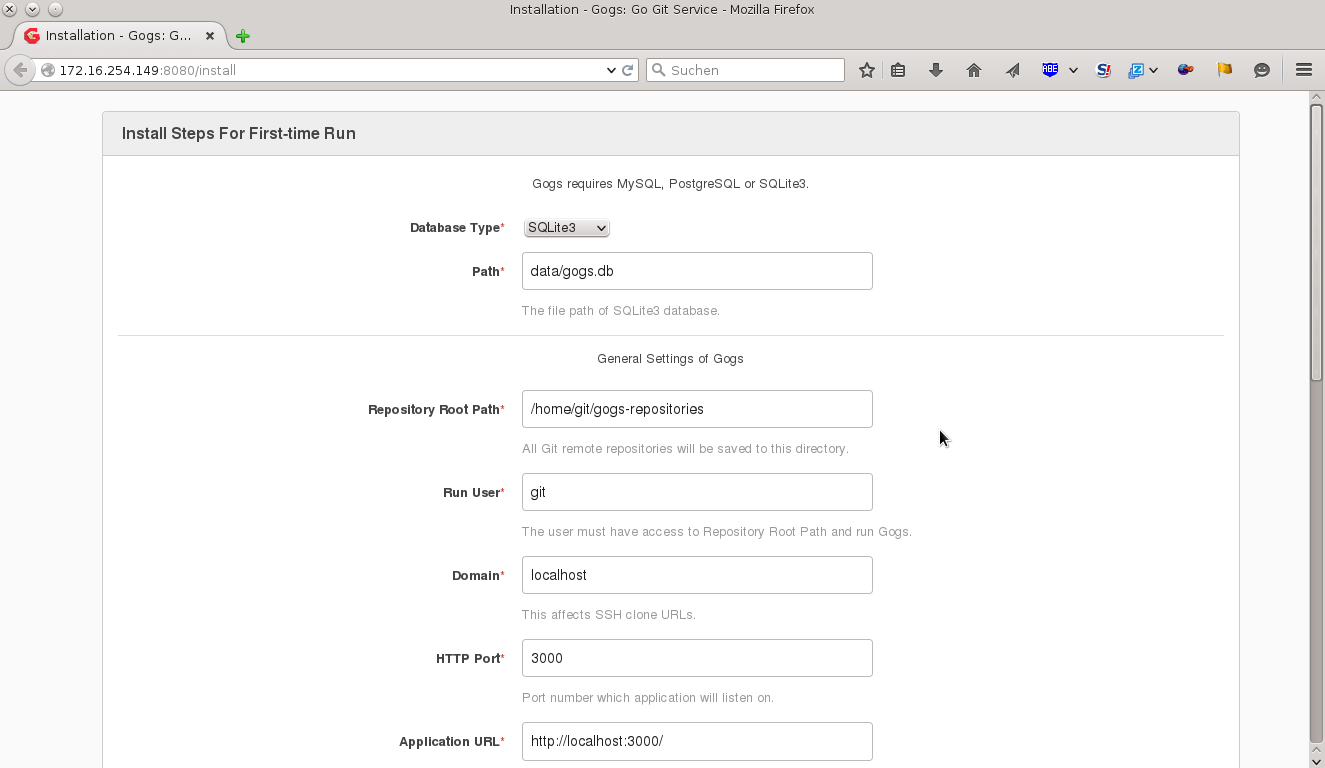 Installation - Gogs: Go Git Service - Mozilla Firefox
Installation - Gogs: G...
172.16.254.149:8080/install
Suchen
ABE
S!
Install Steps For First-time Run
Gogs requires MySQL, PostgreSQL or SQLite3.
Database Type* SQLite3
Path* data/gogs.db
The file path of SQLite3 database.
General Settings of Gogs
Repository Root Path* /home/git/gogs-repositories
All Git remote repositories will be saved to this directory.
Run User* git
The user must have access to Repository Root Path and run Gogs.
Domain* localhost
This affects SSH clone URLs.
HTTP Port* 3000
Port number which application will listen on.
Application URL* http://localhost:3000/